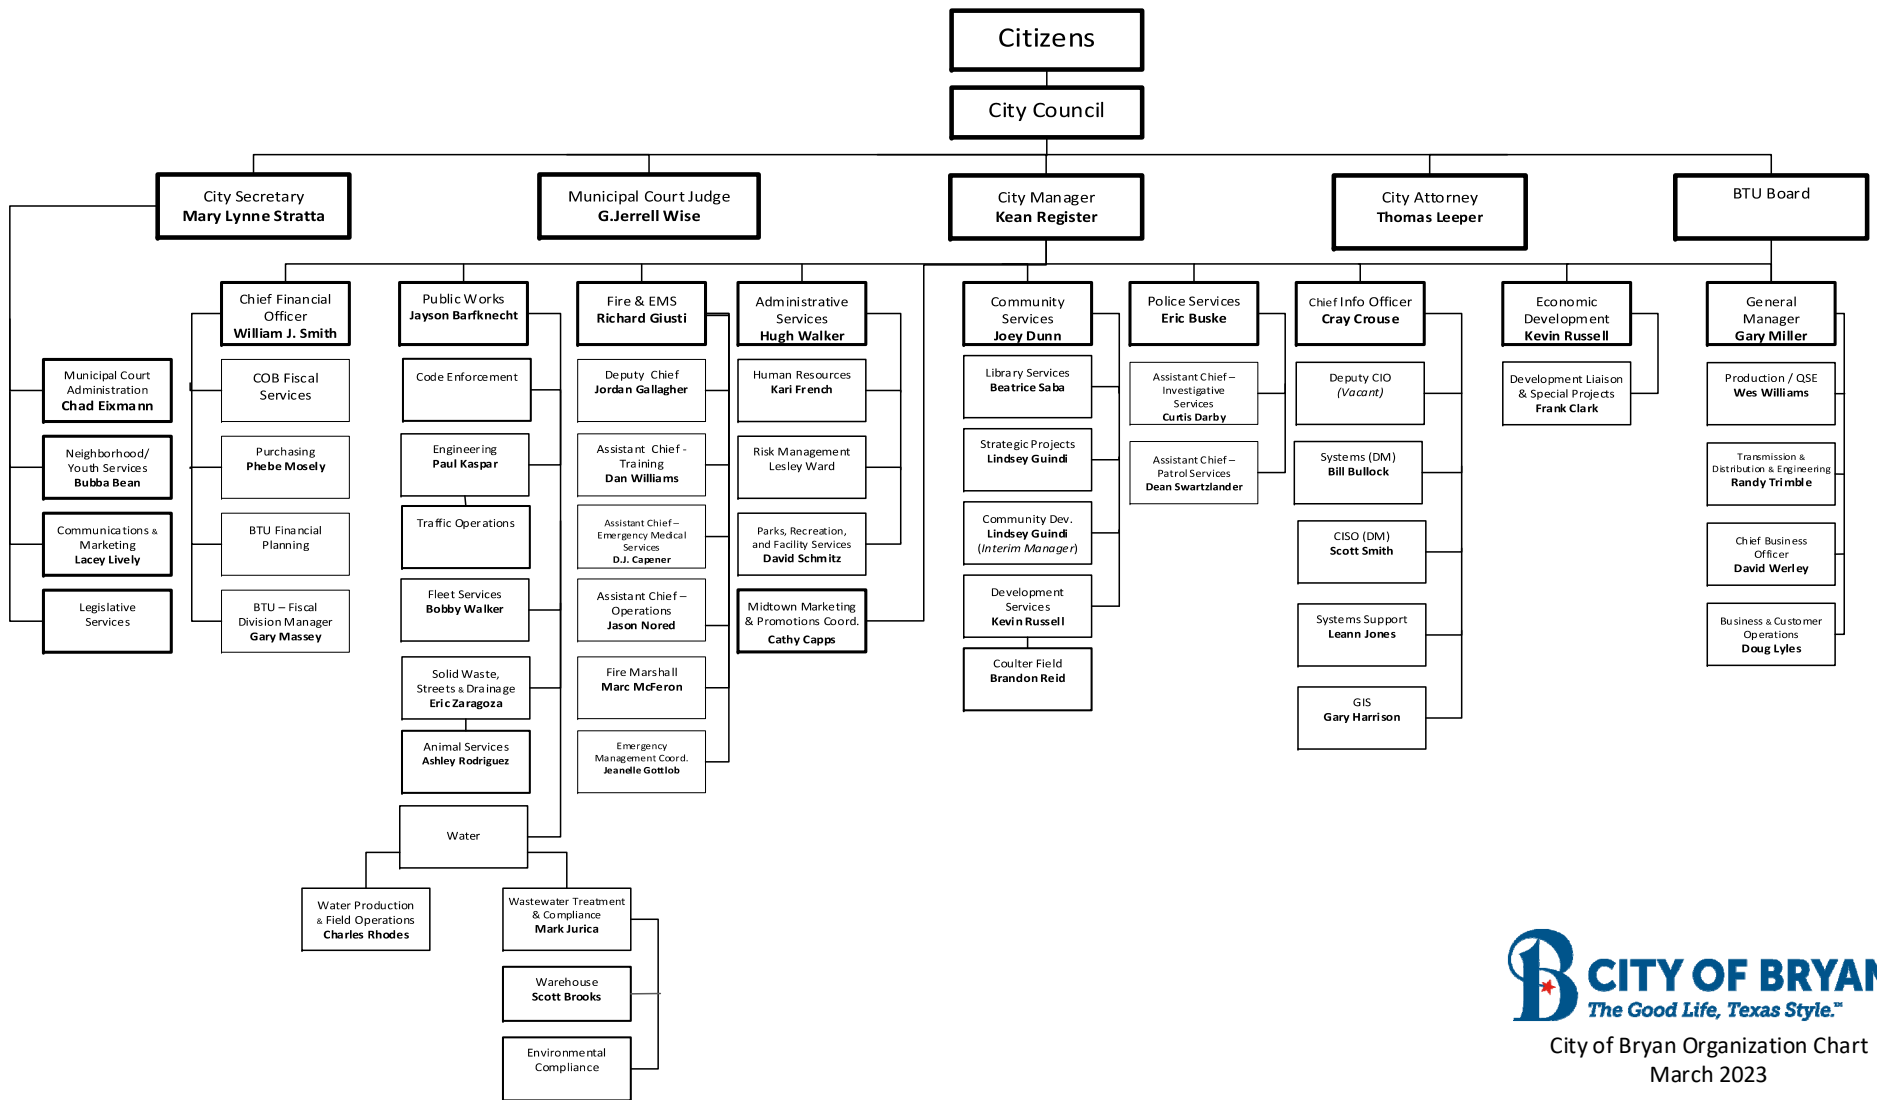 Citizens
City Council
City Secretary
Mary Lynne Stratta
Municipal Court Judge
G.Jerrell Wise
City Manager
Kean Register
City Attorney
Thomas Leeper
BTU Board
Chief Financial
Officer
William J. Smith
Public Works
Jayson Barfknecht
Fire & EMS
Richard Giusti
Administrative
Services
Hugh Walker
Community
Services
Joey Dunn
Police Services
Eric Buske
Chief Info Officer
Cray Crouse
Economic
Development
Kevin Russell
General
Manager
Gary Miller
Municipal Court
Administration
Chad Eixmann
Neighborhood/
Youth Services
Bubba Bean
Communications &
Marketing
Lacey Lively
Legislative
Services
COB Fiscal
Services
Purchasing
Phebe Mosely
BTU Financial
Planning
BTU – Fiscal
Division Manager
Gary Massey
Code Enforcement
Engineering
Paul Kaspar
Traffic Operations
Fleet Services
Bobby Walker
Solid Waste,
Streets & Drainage
Eric Zaragoza
Animal Services
Ashley Rodriguez
Water
Water Production
& Field Operations
Charles Rhodes
Wastewater Treatment
& Compliance
Mark Jurica
Warehouse
Scott Brooks
Environmental
Compliance
Deputy Chief
Jordan Gallagher
Assistant Chief -
Training
Dan Williams
Assistant Chief –
Emergency Medical
Services
D.J. Capener
Assistant Chief –
Operations
Jason Nored
Fire Marshall
Marc McFeron
Emergency
Management Coord.
Jeanelle Gottlob
Human Resources
Kari French
Risk Management
Lesley Ward
Parks, Recreation,
and Facility Services
David Schmitz
Midtown Marketing
& Promotions Coord.
Cathy Capps
Library Services
Beatrice Saba
Strategic Projects
Lindsey Guindi
Community Dev.
Lindsey Guindi
(Interim Manager)
Development
Services
Kevin Russell
Coulter Field
Brandon Reid
Assistant Chief –
Investigative
Services
Curtis Darby
Assistant Chief –
Patrol Services
Dean Swartzlander
Deputy CIO
(Vacant)
Systems (DM)
Bill Bullock
CISO (DM)
Scott Smith
Systems Support
Leann Jones
GIS
Gary Harrison
Development Liaison
& Special Projects
Frank Clark
Production / QSE
Wes Williams
Transmission &
Distribution & Engineering
Randy Trimble
Chief Business
Officer
David Werley
Business & Customer
Operations
Doug Lyles
B CITY OF BRYAN
The Good Life, Texas Style.™
City of Bryan Organization Chart
March 2023